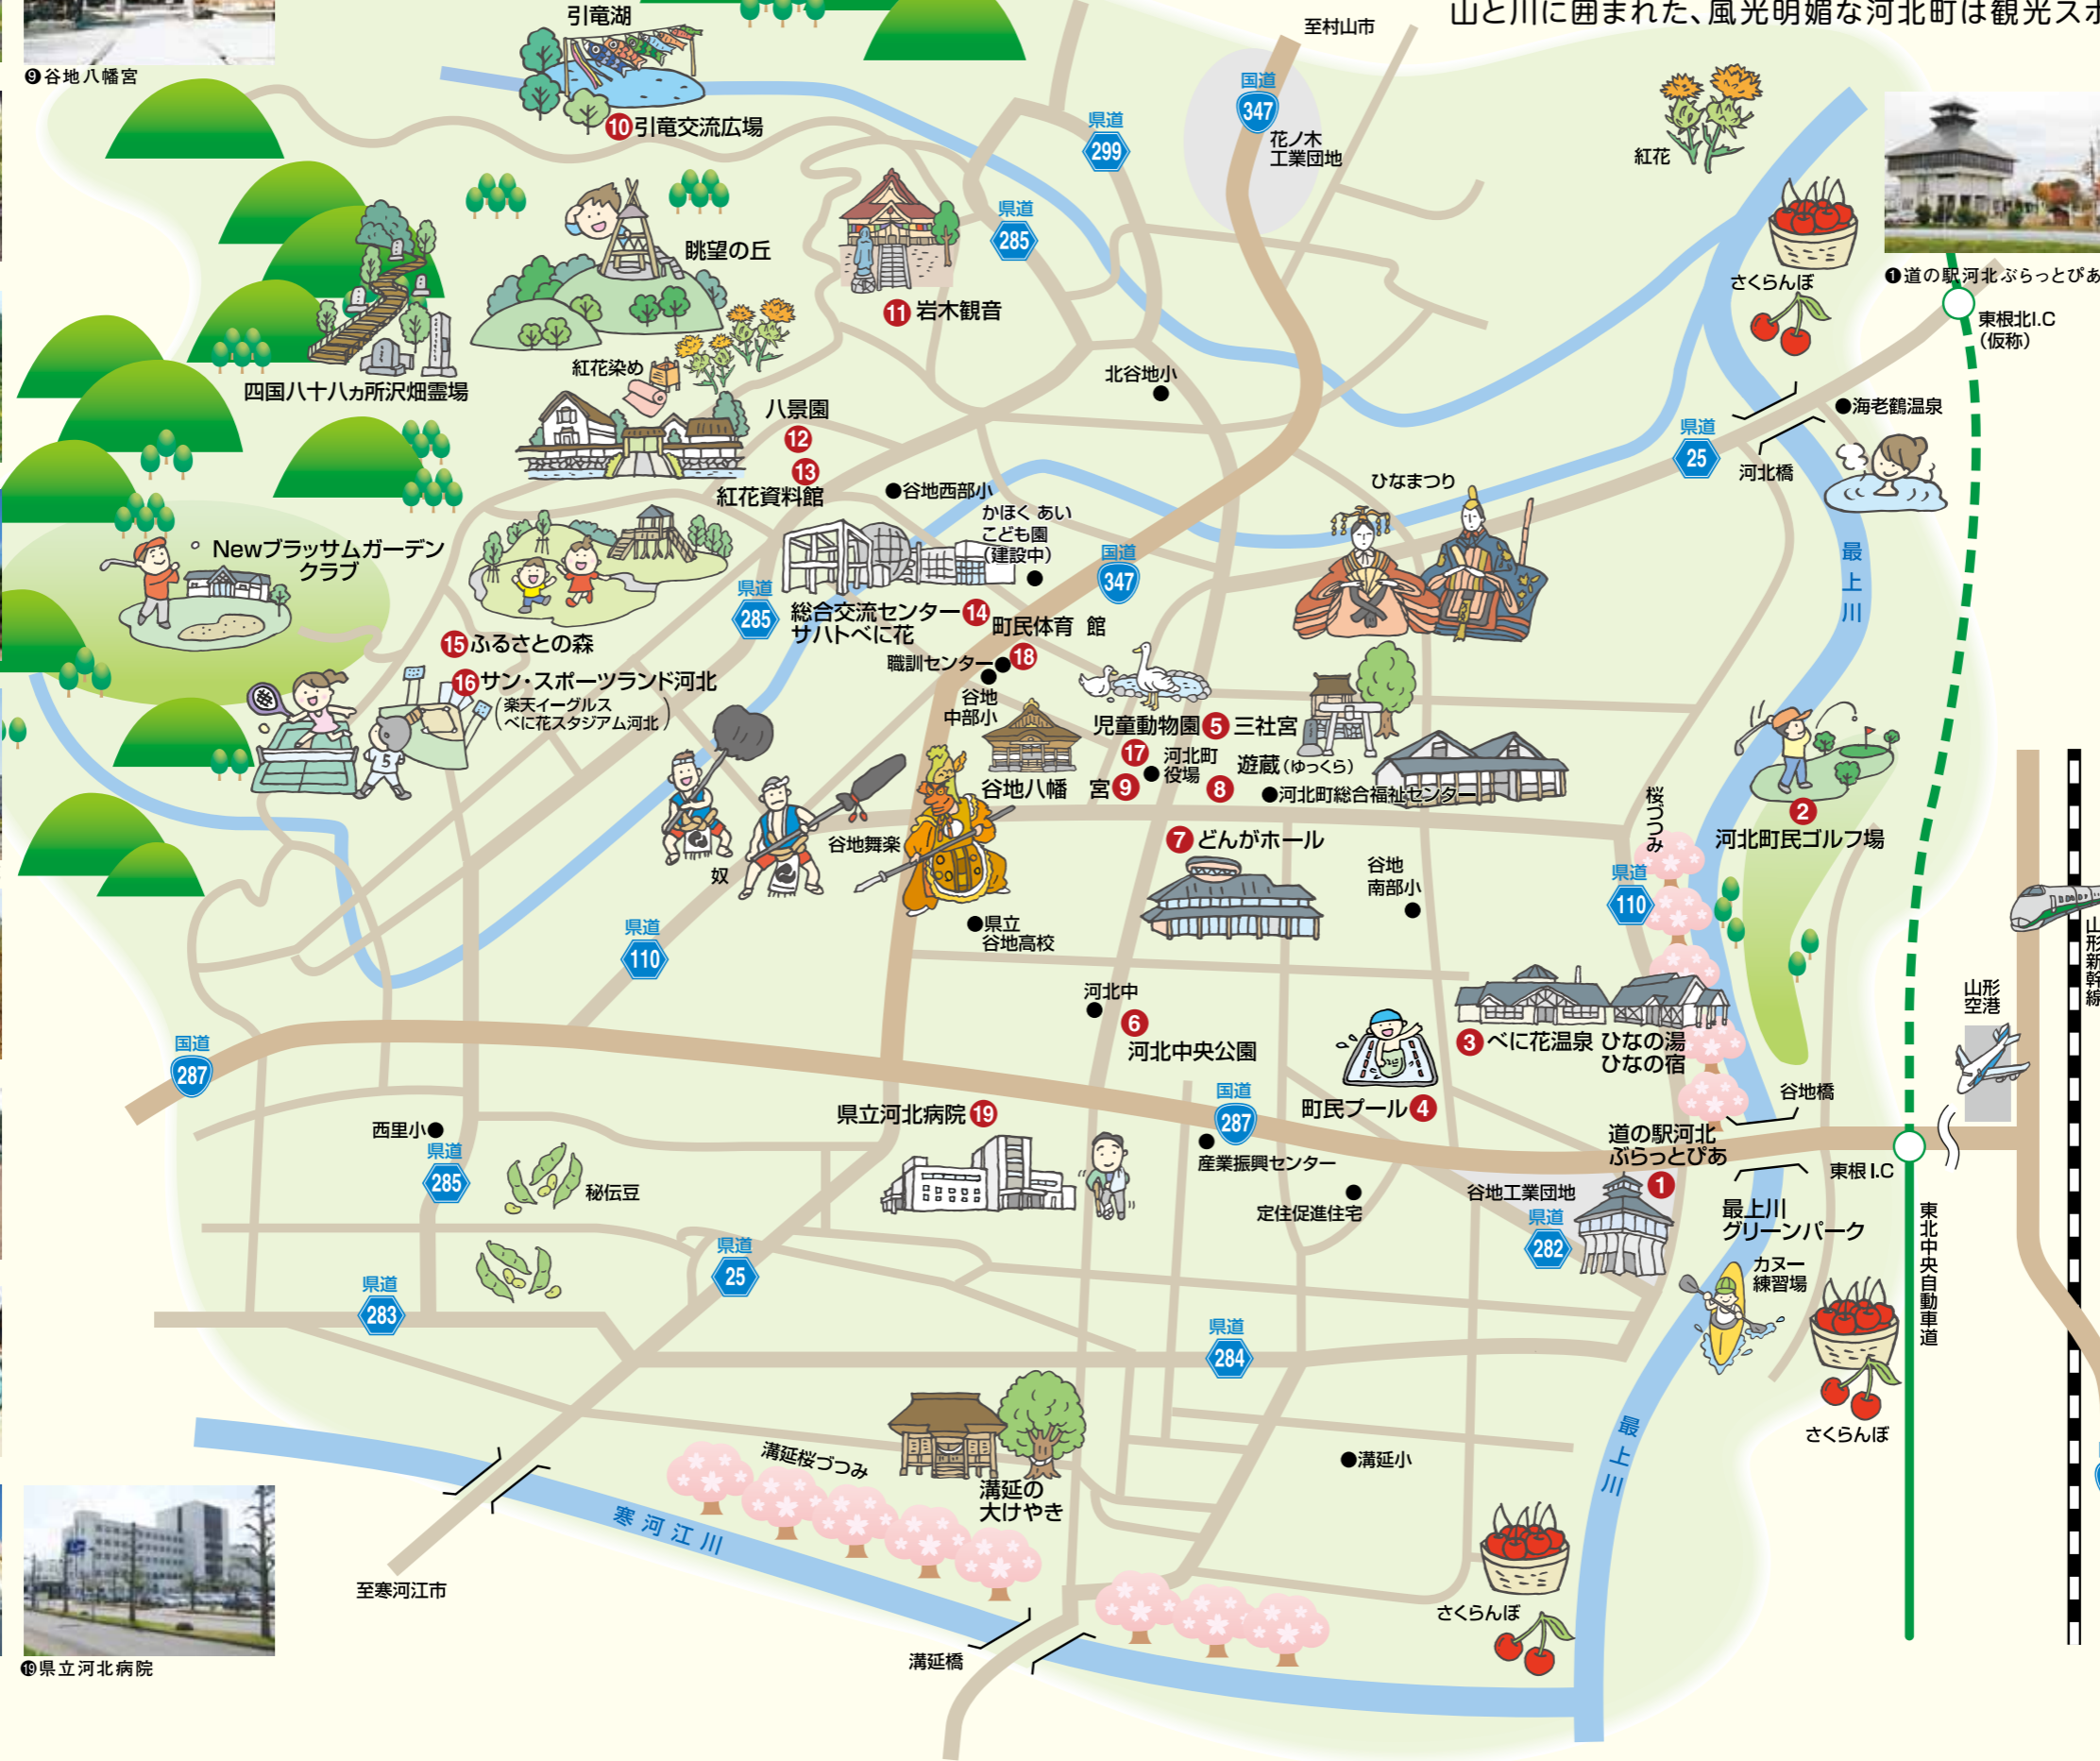 山と川に囲まれた、風光明媚な河北町は観光スポ
❾谷地八幡宮
引竜湖
10引竜交流広場
至村山市
国道
347
花ノ木
工業団地
県道
299
県道
285
紅花
さくらんぼ
❶道の駅河北ぶらっとぴあ
東根北I.C
(仮称)
眺望の丘
11 岩木観音
四国八十八ヵ所沢畑霊場
紅花染め
八景園
12
13
紅花資料館
北谷地小
●海老鶴温泉
県道
25
河北橋
ひなまつり
●谷地西部小
かほく あい
こども園
(建設中)
国道
347
最上川
Newブラッサムガーデン
クラブ
県道
285
総合交流センター14
サハトべに花
町民体育 館
18
職訓センター
谷地
中部小
15ふるさとの森
16サン・スポーツランド河北
(楽天イーグルス
べに花スタジアム河北)
児童動物園5
三社宮
17
河北町
役場
遊蔵(ゆっくら)
谷地八幡 宮9
8
●河北町総合福祉センター
桜づつみ
2
河北町民ゴルフ場
7どんがホール
谷地舞楽
奴
谷地
南部小
県道
110
●県立
谷地高校
県道
110
山形新幹線
山形
空港
河北中
6
河北中央公園
3べに花温泉 ひなの湯
ひなの宿
国道
287
国道
287
町民プール4
谷地橋
県立河北病院19
西里小
県道
285
秘伝豆
産業振興センター
定住促進住宅
道の駅河北
ぶらっとぴあ
1
谷地工業団地
県道
282
東根I.C
最上川
グリーンパーク
カヌー
練習場
東北中央自動車道
県道
25
県道
283
県道
284
さくらんぼ
溝延桜づつみ
溝延の
大けやき
●溝延小
最上川
寒河江川
至寒河江市
さくらんぼ
溝延橋
⓳県立河北病院
5